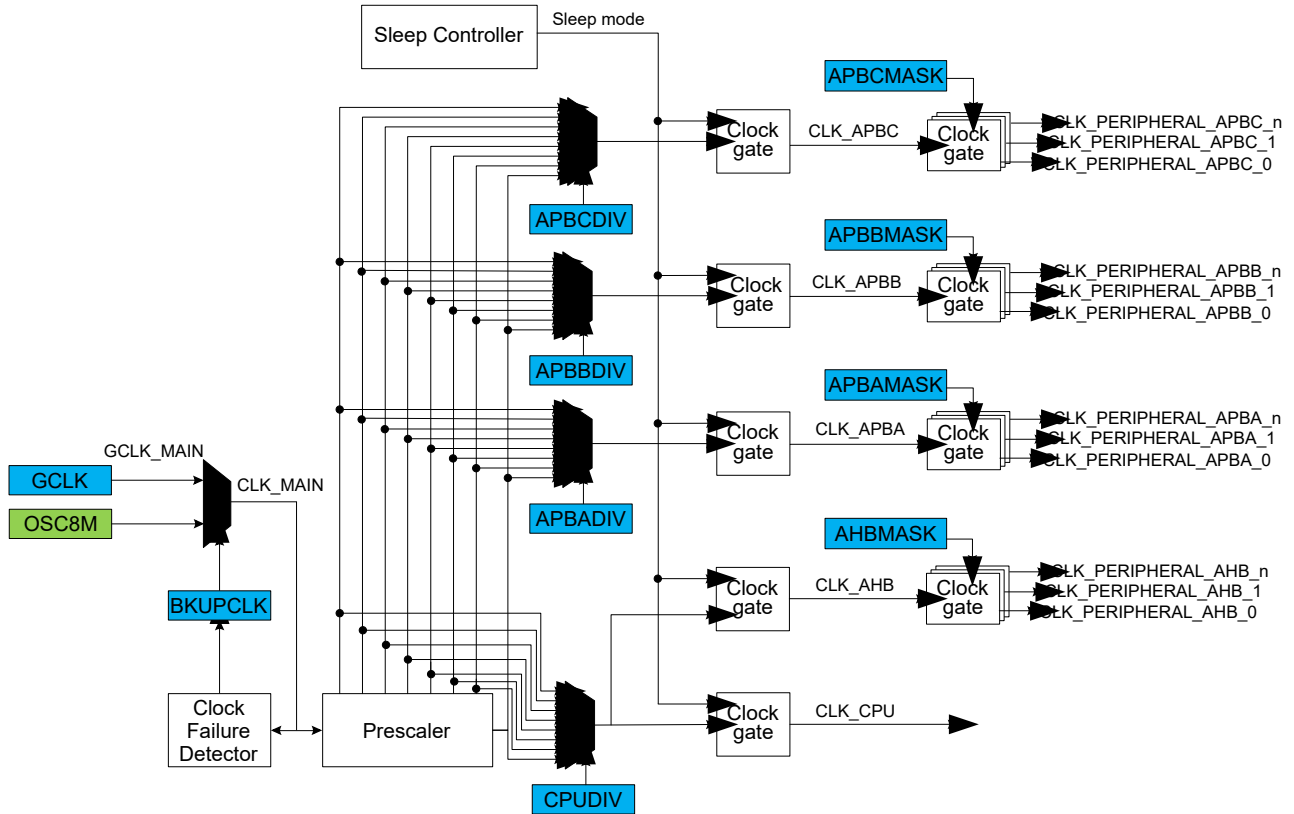 Sleep mode
Sleep Controller
APBCMASK
Clock
gate
CLK_APBC
Clock
gate
CLK_PERIPHERAL_APBC_n
CLK_PERIPHERAL_APBC_1
CLK_PERIPHERAL_APBC_0
APBCDIV
APBBMASK
Clock
gate
CLK_APBB
Clock
gate
CLK_PERIPHERAL_APBB_n
CLK_PERIPHERAL_APBB_1
CLK_PERIPHERAL_APBB_0
APBBDIV
APBAMASK
Clock
gate
CLK_APBA
Clock
gate
CLK_PERIPHERAL_APBA_n
CLK_PERIPHERAL_APBA_1
CLK_PERIPHERAL_APBA_0
GCLK_MAIN
GCLK
CLK_MAIN
OSC8M
APBADIV
AHBMASK
Clock
gate
CLK_AHB
Clock
gate
CLK_PERIPHERAL_AHB_n
CLK_PERIPHERAL_AHB_1
CLK_PERIPHERAL_AHB_0
BKUPCLK
Clock
Failure
Detector
Prescaler
Clock
gate
CLK_CPU
CPUDIV